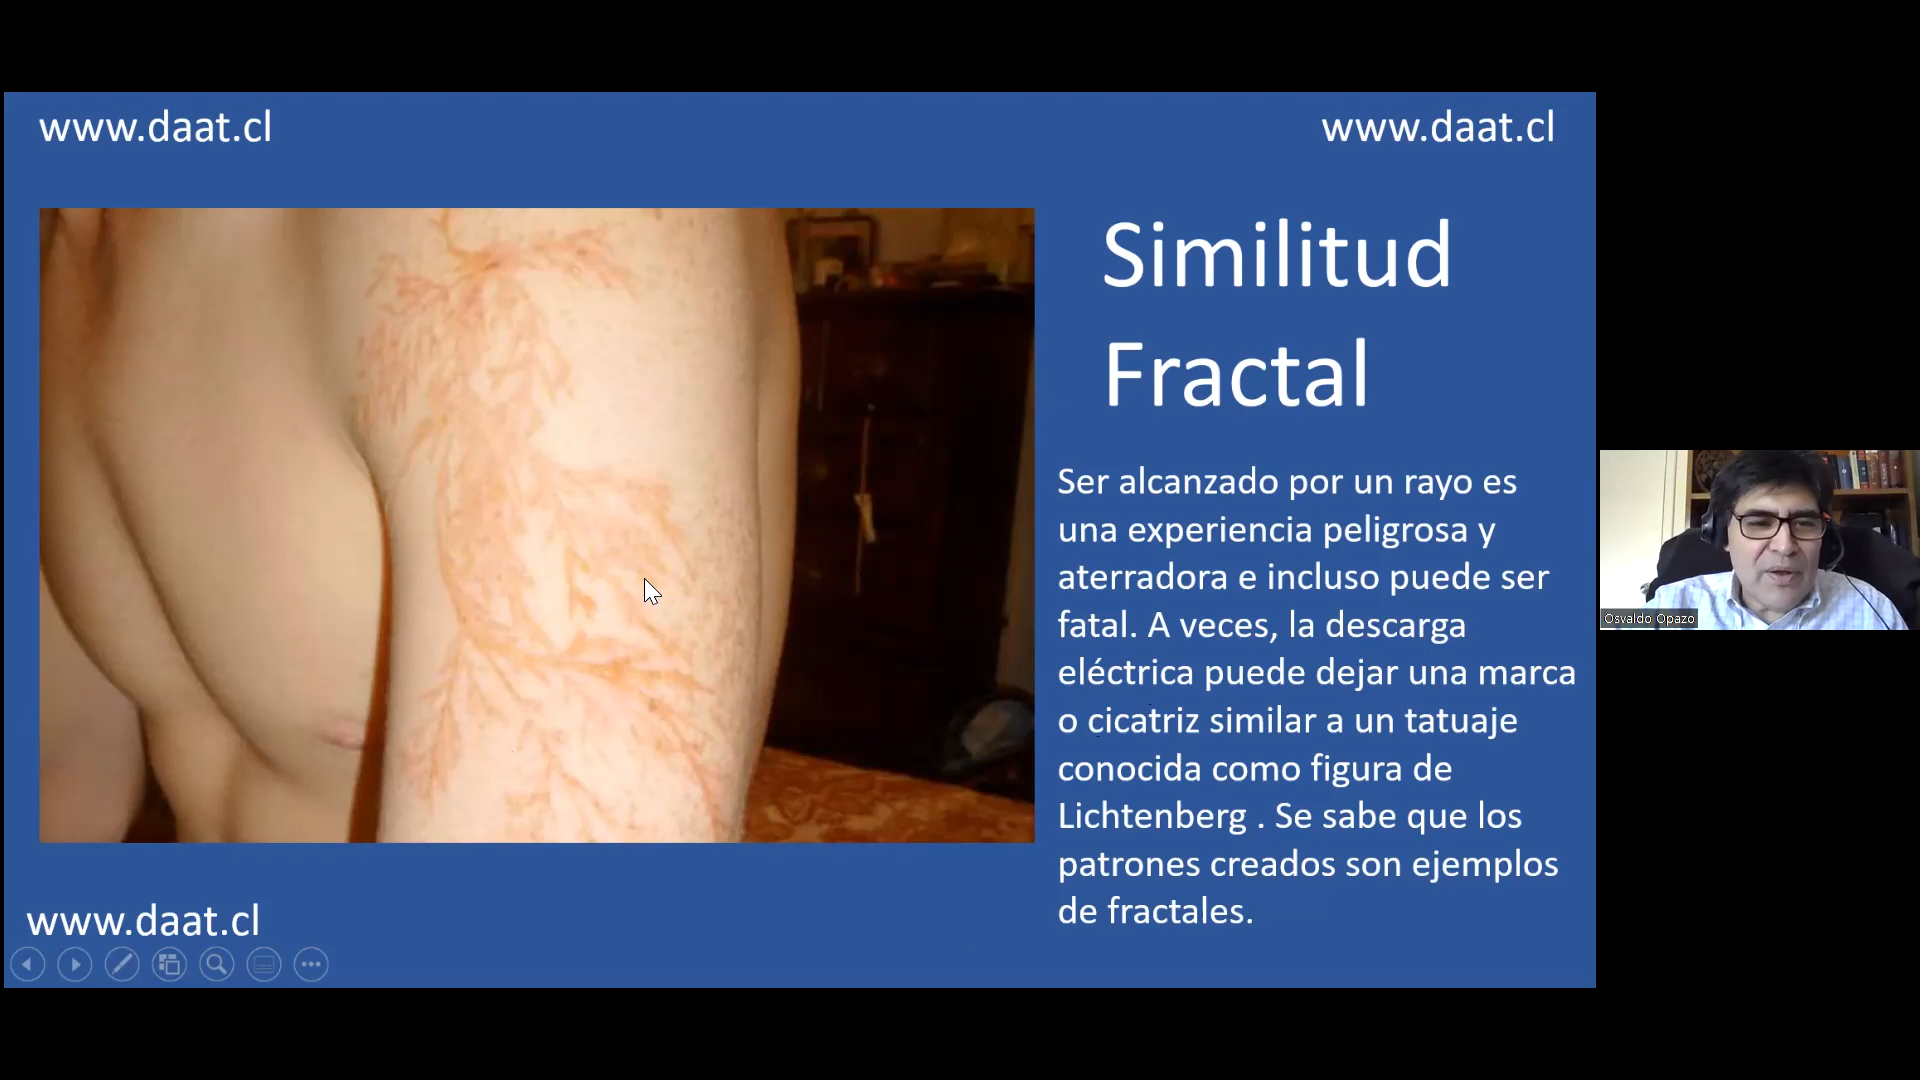 www.daat.cl
www.daat.cl
Similitud
Fractal
Ser alcanzado por un rayo es
una experiencia peligrosa y
aterradora e incluso puede ser
fatal. A veces, la descarga
eléctrica puede dejar una marca
o cicatriz similar a un tatuaje
conocida como figura de
Lichtenberg . Se sabe que los
patrones creados son ejemplos
de fractales.
www.daat.cl
Osvaldo Opazo